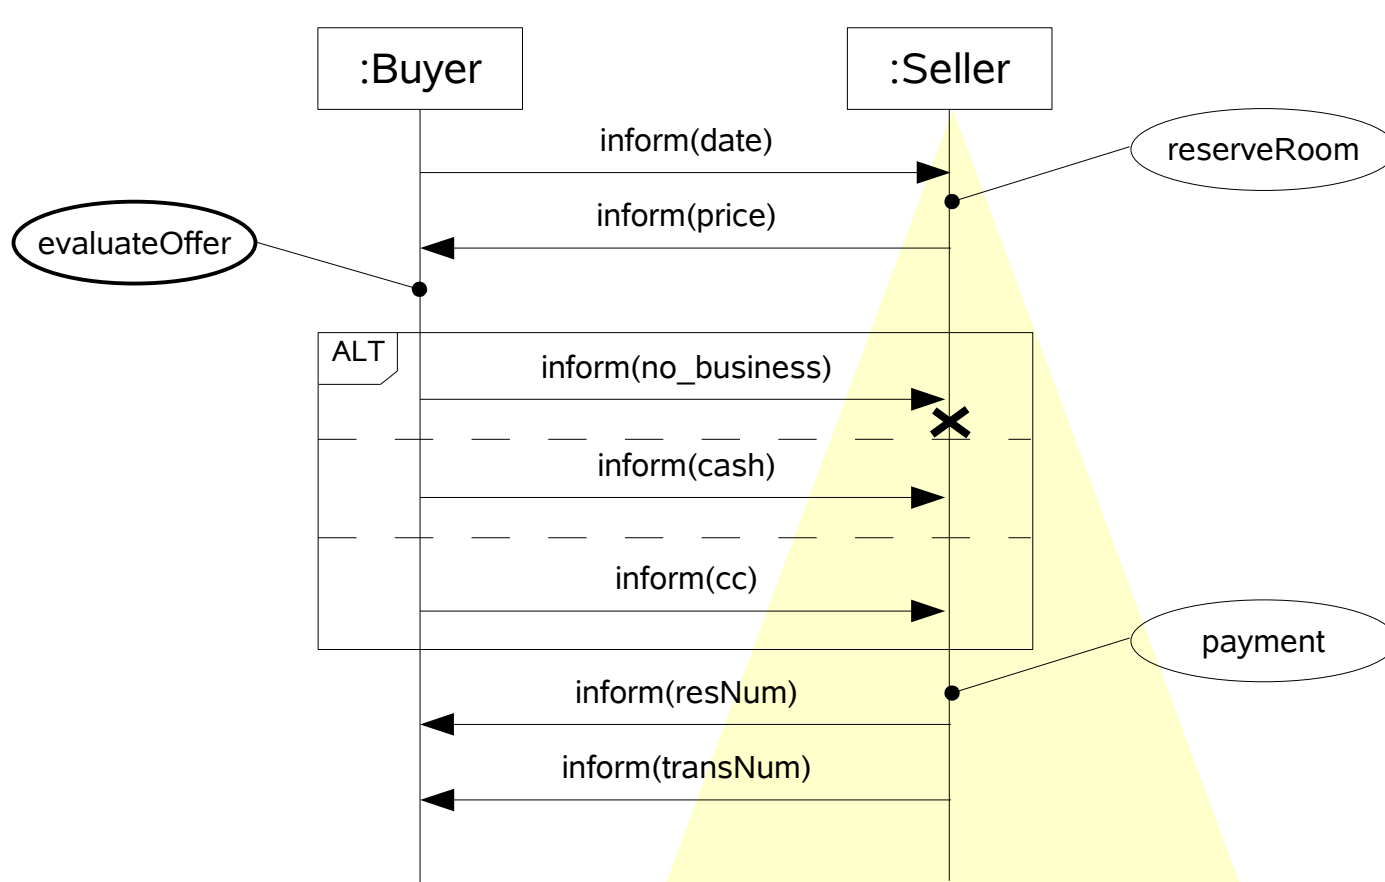 :Buyer
:Seller
inform(date)
reserveRoom
inform(price)
evaluateOffer
ALT
inform(no_business)
inform(cash)
inform(cc)
payment
inform(resNum)
inform(transNum)